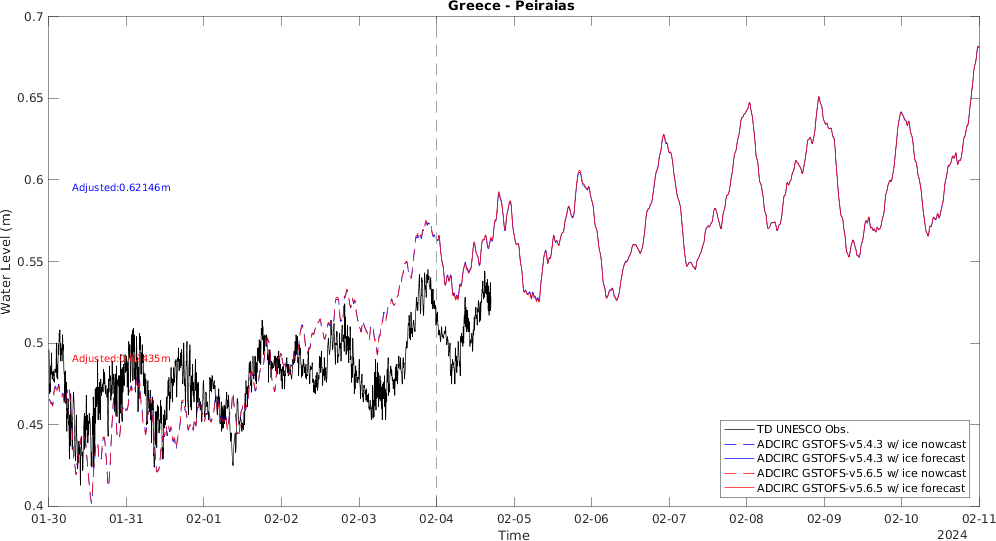 Greece - Peiraias
0.7
0.65
0.6
0.55
0.5
0.45
0.4
Water Level (m)
Adjusted:0.62146m
TD UNESCO Obs.
ADCIRC GSTOFS-v5.4.3 w/ ice nowcast
ADCIRC GSTOFS-v5.4.3 w/ ice forecast
ADCIRC GSTOFS-v5.6.5 w/ ice nowcast
ADCIRC GSTOFS-v5.6.5 w/ ice forecast
01-30 01-31 02-01 02-02 02-03 02-04 02-05 02-06 02-07 02-08 02-09 02-10 02-11
Time
2024